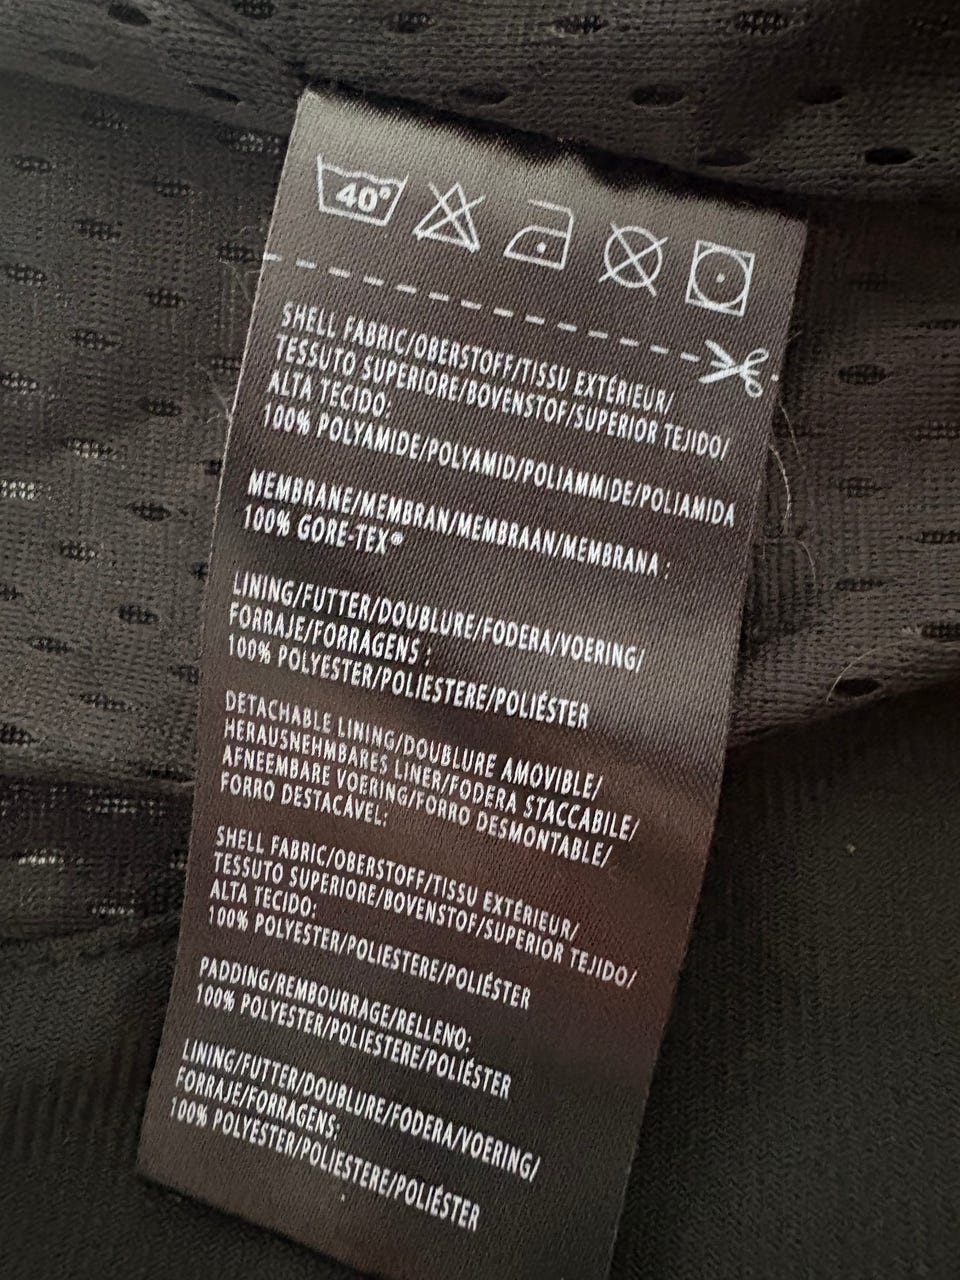 40°
SHELL FABRIC/OBERSTOFF/TISSU EXTÉRIEUR/
TESSUTO SUPERIORE/BOVENSTOF/SUPERIOR TEJIDO/
ALTA TECIDO:
100% POLYAMIDE/POLYAMID/POLIAMMIDE/POLIAMIDA
MEMBRANE/MEMBRAN/MEMBRAAN/MEMBRANA :
100% GORE-TEX®
LINING/FUTTER/DOUBLURE/FODERA/VOERING/
FORRAJE/FORRAGENS :
100% POLYESTER/POLIESTERE/POLIÉSTER
DETACHABLE LINING/DOUBLURE AMOVIBLE/
HERAUSNEHMBARES LINER/FODERA STACCABILE/
AFNEEMBARE VOERING/FORRO DESMONTABLE/
FORRO DESTACÁVEL:
SHELL FABRIC/OBERSTOFF/TISSU EXTÉRIEUR/
TESSUTO SUPERIORE/BOVENSTOF/SUPERIOR TEJIDO/
ALTA TECIDO:
100% POLYESTER/POLIESTERE/POLIÉSTER
PADDING/REMBOURRAGE/RELLENO:
100% POLYESTER/POLIESTERE/POLIÉSTER
LINING/FUTTER/DOUBLURE/FODERA/VOERING/
FORRAJE/FORRAGENS:
100% POLYESTER/POLIESTERE/POLIÉSTER